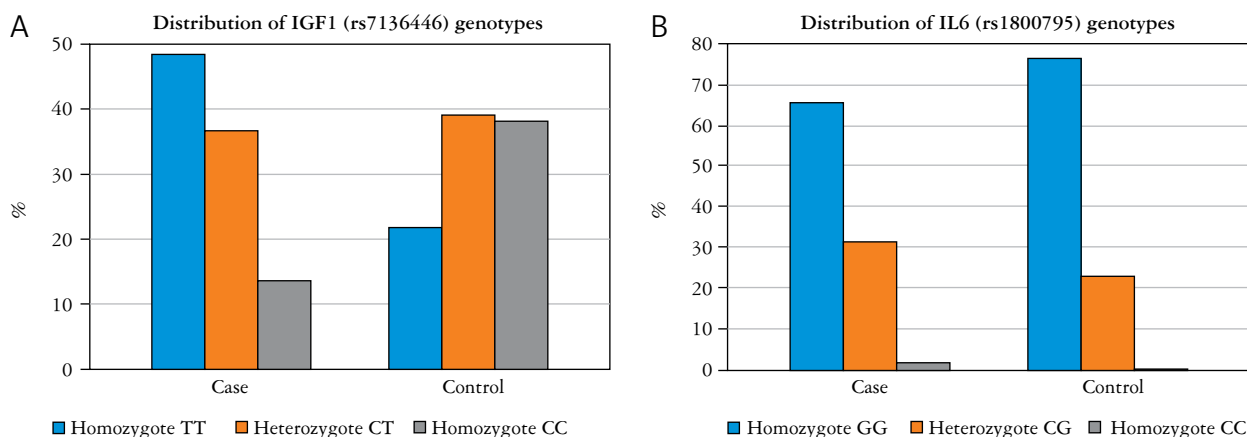 A
Distribution of IGF1 (rs7136446) genotypes
50
40
30
20
10
0
%
Case Control
Homozygote TT Heterozygote CT Homozygote CC
B
Distribution of IL6 (rs1800795) genotypes
80
70
60
50
40
30
20
10
0
%
Case Control
Homozygote GG Heterozygote CG Homozygote CC